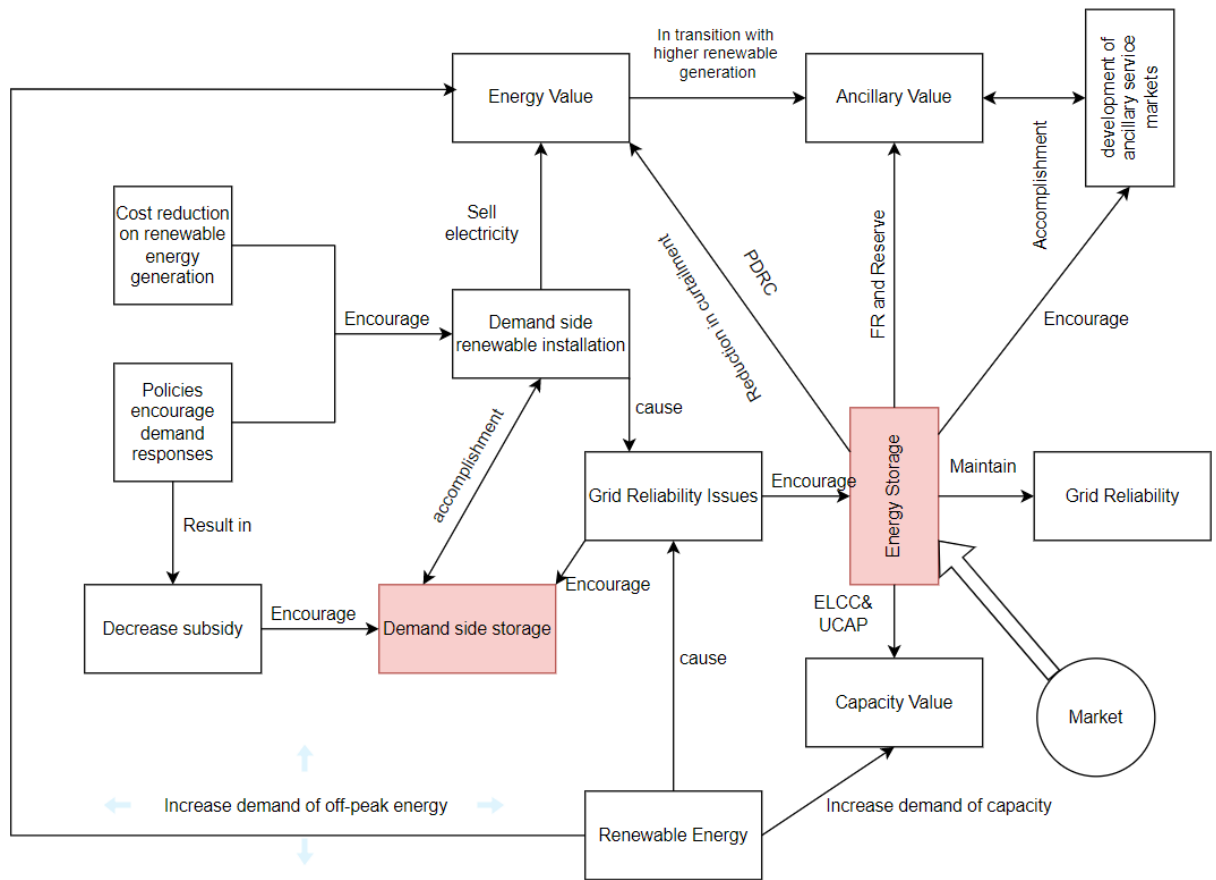 In transition with
higher renewable
generation
Energy Value
Ancillary Value
development of
ancillary service
markets
Accomplishment
Cost reduction
on renewable
energy
generation
Sell
electricity
PDRC
Reduction in curtailment
FR and Reserve
Encourage
Encourage
Demand side
renewable installation
Policies
encourage
demand
responses
cause
accomplishment
Grid Reliability Issues
Encourage
Energy Storage
Maintain
Grid Reliability
Result in
Encourage
Decrease subsidy
Encourage
Demand side storage
ELCC&
UCAP
cause
Capacity Value
Market
Increase demand of off-peak energy
Increase demand of capacity
Renewable Energy